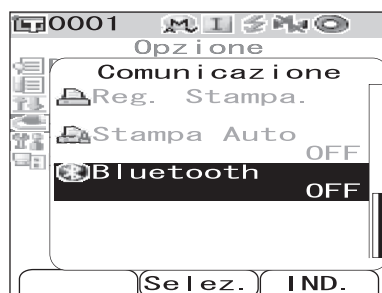 0001
Opzione
Comunicazione
Reg. Stampa.
Stampa Auto
OFF
Bluetooth
OFF
Selez. IND.